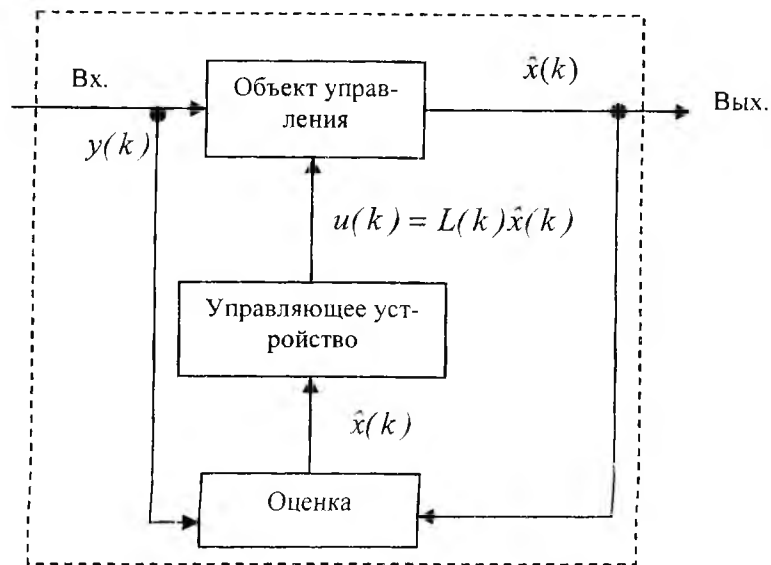 Вх.
Объект управ-
ления
x̂(k)
Вых.
y(k)
u(k) = L(k)x̂(k)
Управляющее уст-
ройство
x̂(k)
Оценка